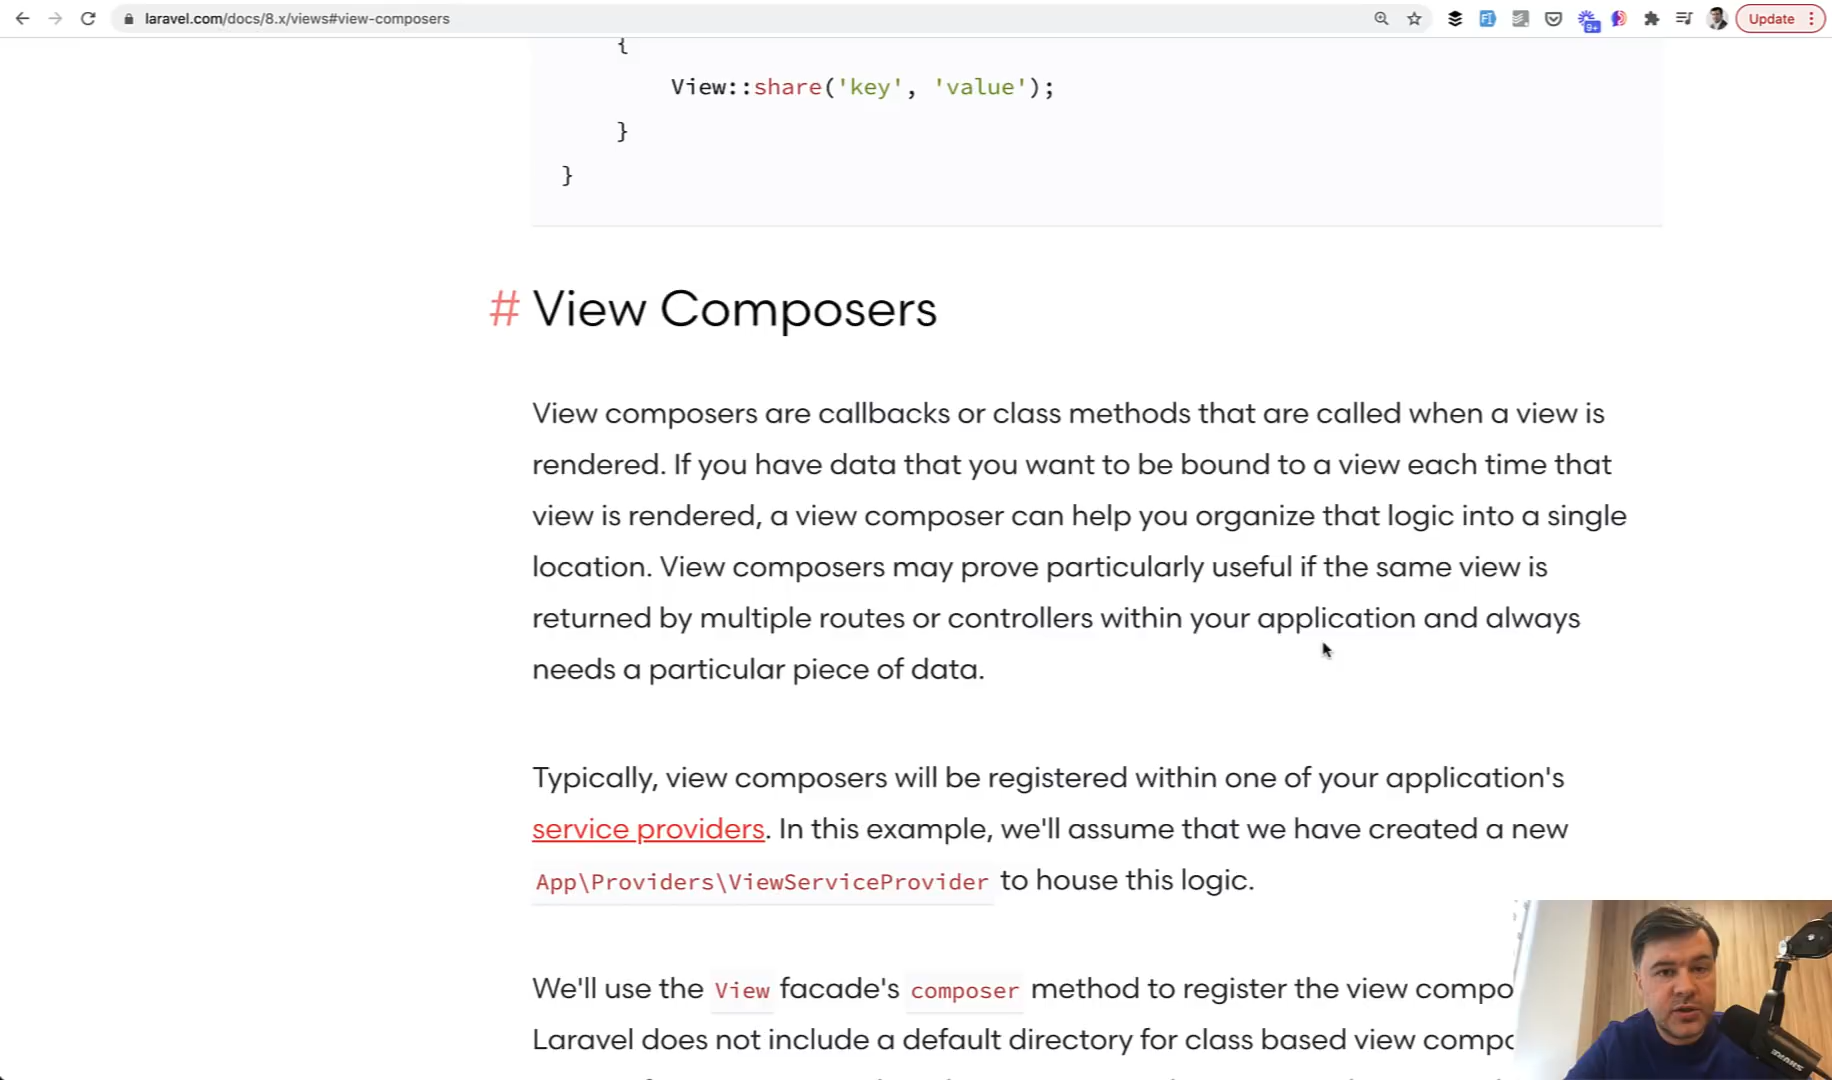 laravel.com/docs/8.x/views#view-composers
9+
Update
{
View::share('key', 'value');
}
}
# View Composers
View composers are callbacks or class methods that are called when a view is
rendered. If you have data that you want to be bound to a view each time that
view is rendered, a view composer can help you organize that logic into a single
location. View composers may prove particularly useful if the same view is
returned by multiple routes or controllers within your application and always
needs a particular piece of data.
Typically, view composers will be registered within one of your application's
service providers. In this example, we'll assume that we have created a new
App\Providers\ViewServiceProvider to house this logic.
We'll use the View facade's composer method to register the view compo
Laravel does not include a default directory for class based view compo
SHURE